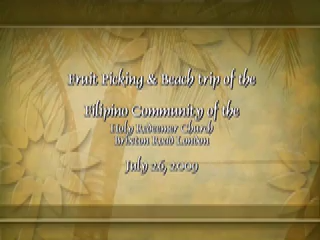 Fruit Picking & Beach trip of the
Filipino Community of the
Holy Redeemer Church
Brixton Road London
July 26, 2009